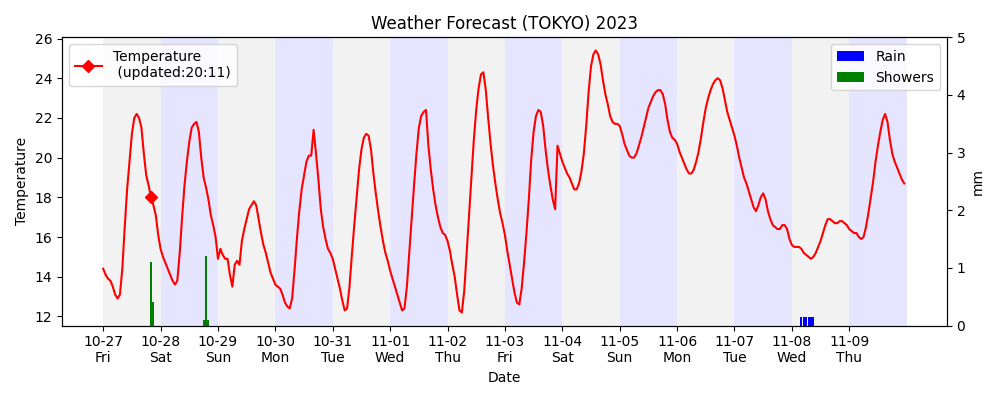 Weather Forecast (TOKYO) 2023
Temperature
(updated:20:11)
Rain
Showers
Temperature
26
24
22
20
18
16
14
12
5
4
3
2
1
0
mm
10-27 10-28 10-29 10-30 10-31 11-01 11-02 11-03 11-04 11-05 11-06 11-07 11-08 11-09
Fri Sat Sun Mon Tue Wed Thu Fri Sat Sun Mon Tue Wed Thu
Date